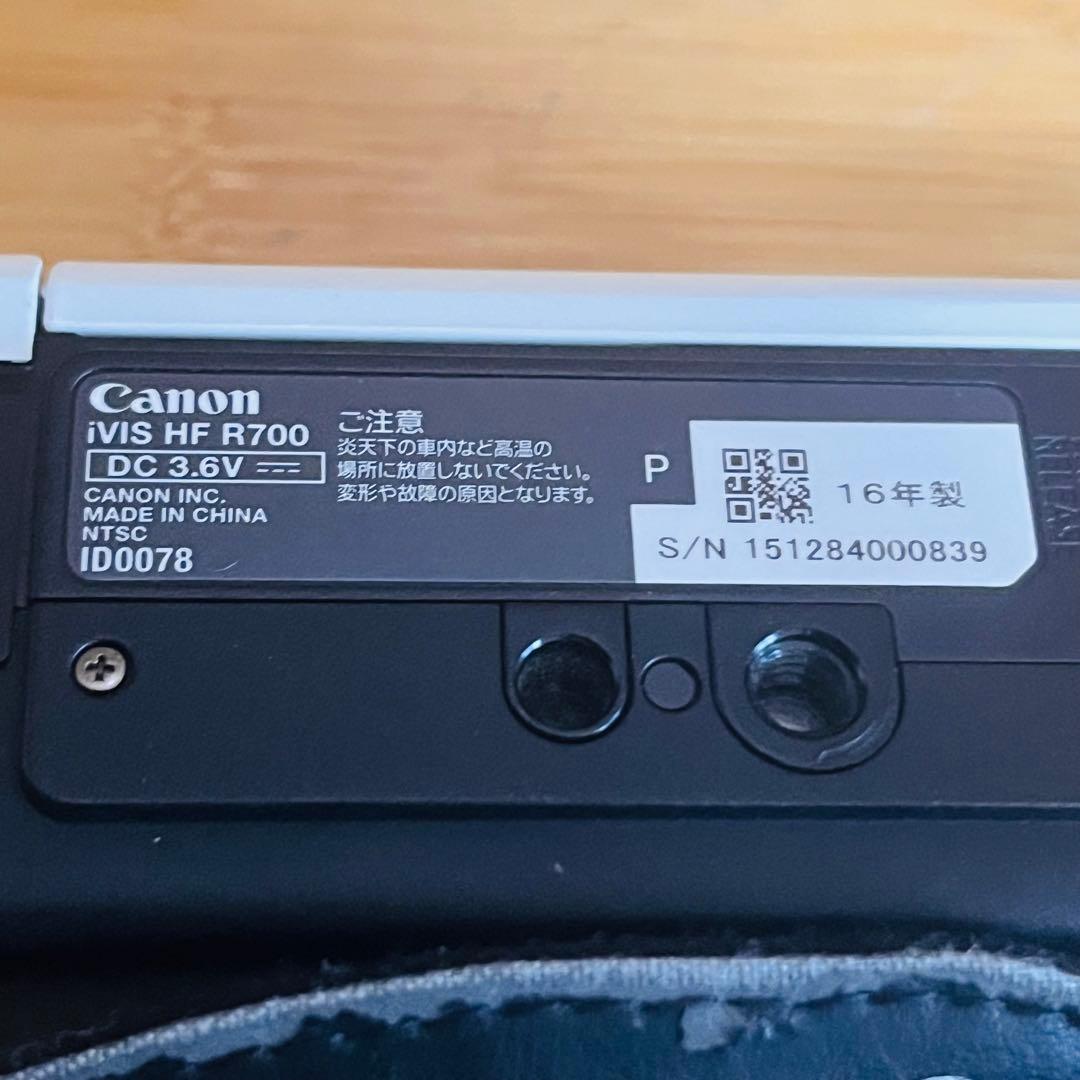 Canon
iVIS HF R700
DC 3.6V
CANON INC.
MADE IN CHINA
NTSC
ID0078
ご注意
炎天下の車内など高温の
場所に放置しないでください。
変形や故障の原因となります。
P
16年製
S/N 151284000839